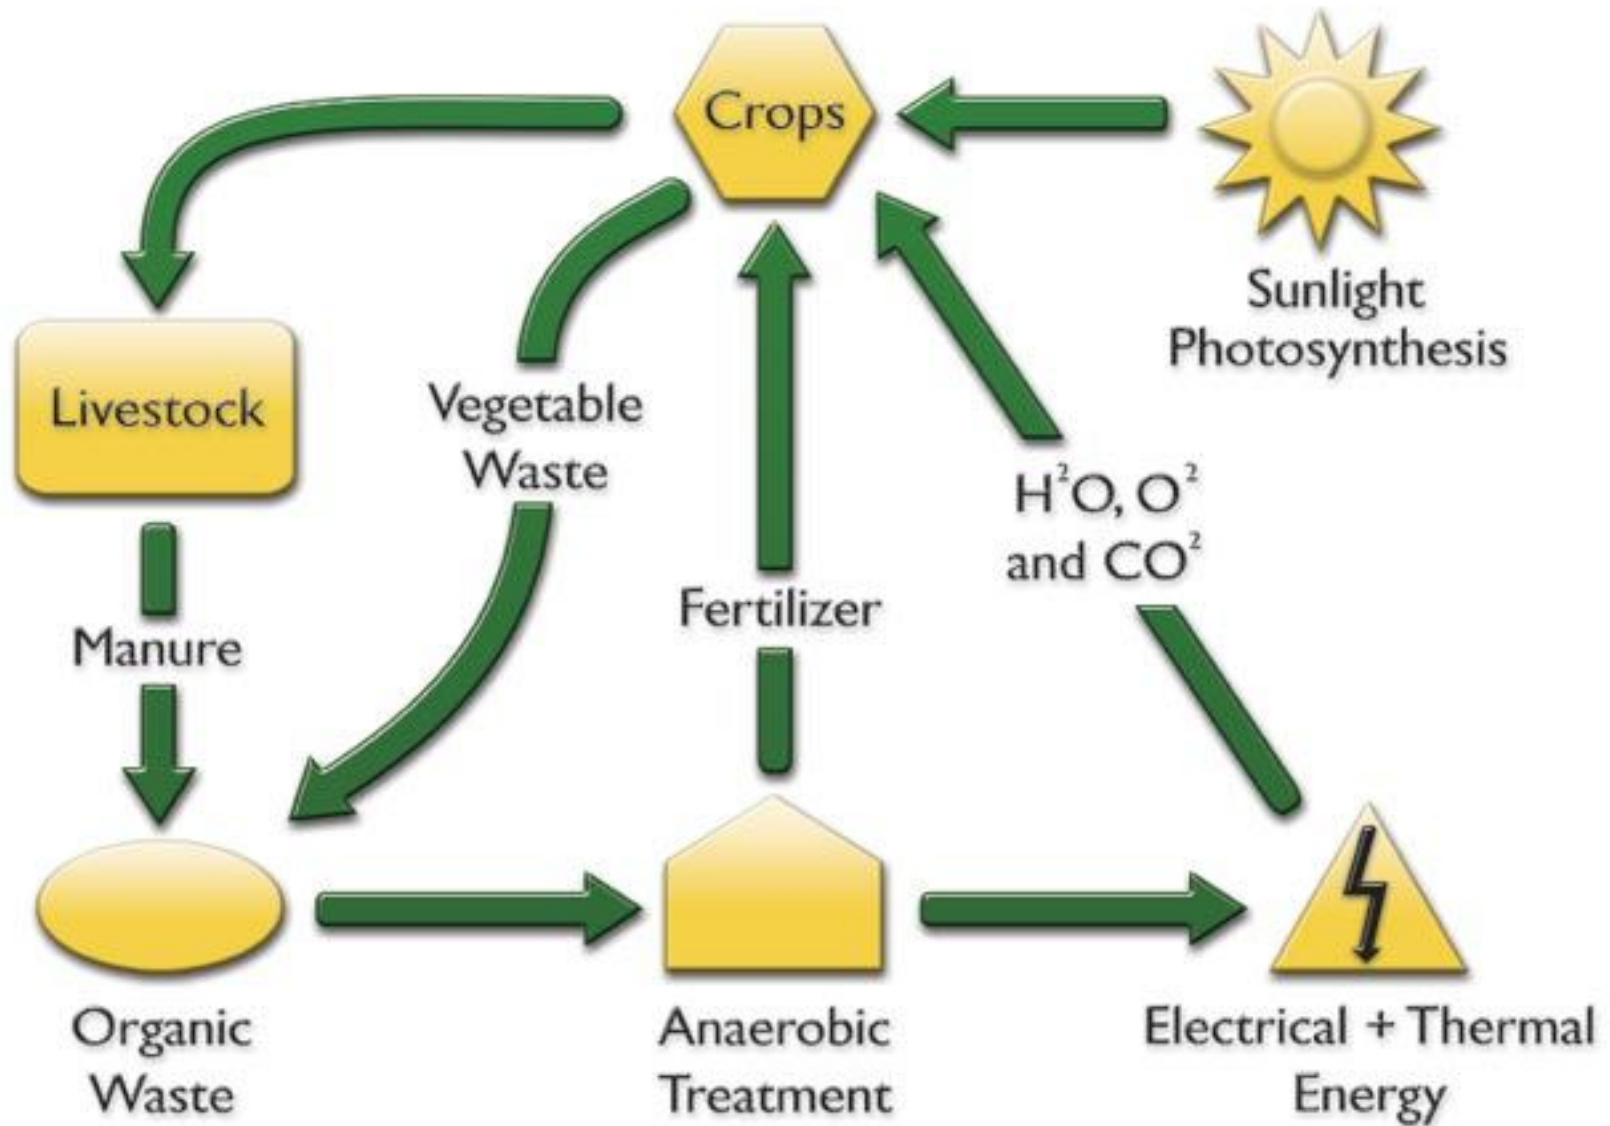 Crops
Sunlight
Photosynthesis
Livestock
Vegetable
Waste
H²O, O²
and CO²
Fertilizer
Manure
Organic
Waste
Anaerobic
Treatment
Electrical + Thermal
Energy